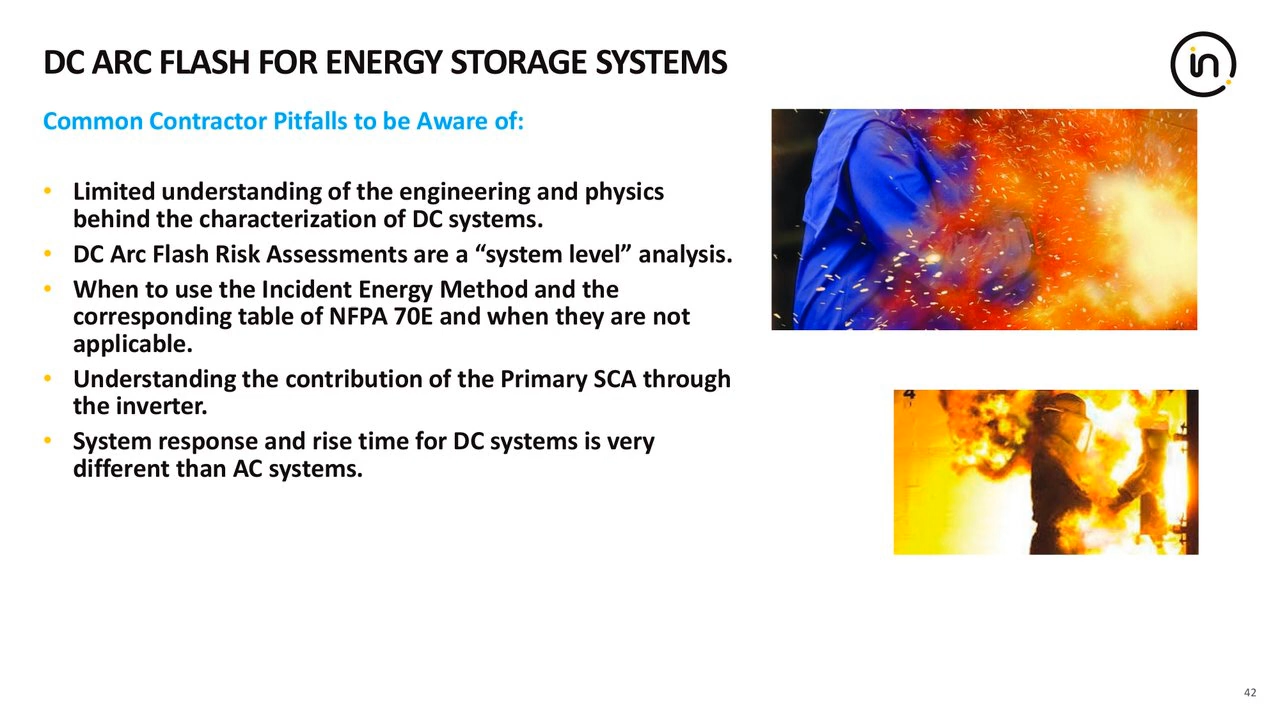 DC ARC FLASH FOR ENERGY STORAGE SYSTEMS
in
Common Contractor Pitfalls to be Aware of:
• Limited understanding of the engineering and physics
behind the characterization of DC systems.
• DC Arc Flash Risk Assessments are a “system level” analysis.
• When to use the Incident Energy Method and the
corresponding table of NFPA 70E and when they are not
applicable.
• Understanding the contribution of the Primary SCA through
the inverter.
• System response and rise time for DC systems is very
different than AC systems.
4
42